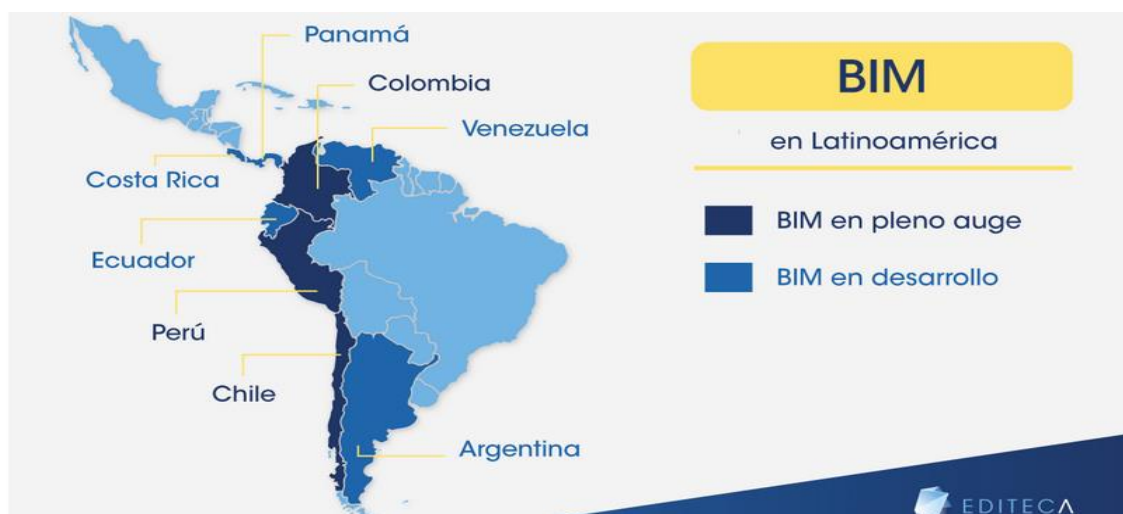 Panamá
Colombia
Venezuela
Costa Rica
Ecuador
Perú
Chile
Argentina
BIM
en Latinoamérica
BIM en pleno auge
BIM en desarrollo
EDITECA